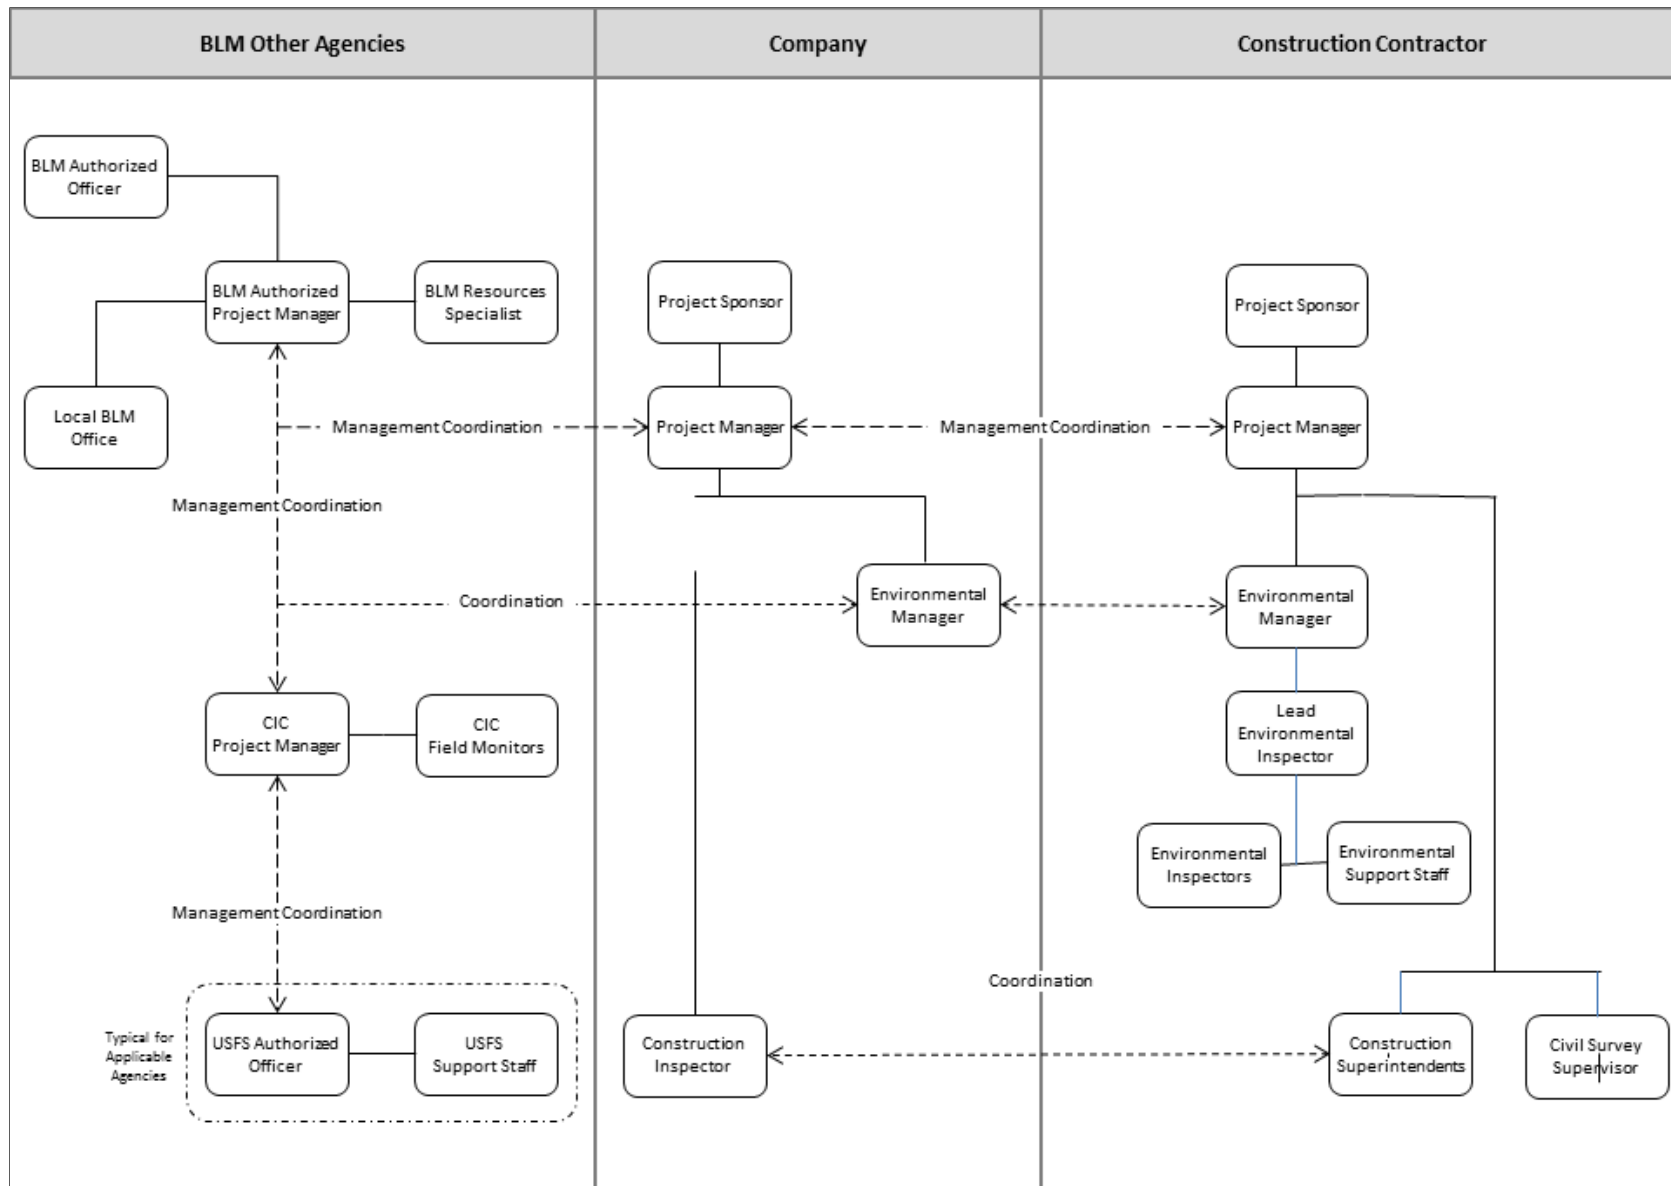 BLM Other Agencies
Company
Construction Contractor
BLM Authorized
Officer
BLM Authorized
Project Manager
BLM Resources
Specialist
Project Sponsor
Project Sponsor
Local BLM
Office
Management Coordination
Project Manager
Management Coordination
Project Manager
Management Coordination
Coordination
Environmental
Manager
Environmental
Manager
CIC
Project Manager
CIC
Field Monitors
Lead
Environmental
Inspector
Environmental
Inspectors
Environmental
Support Staff
Management Coordination
Coordination
Typical for
Applicable
Agencies
USFS Authorized
Officer
USFS
Support Staff
Construction
Inspector
Construction
Superintendents
Civil Survey
Supervisor